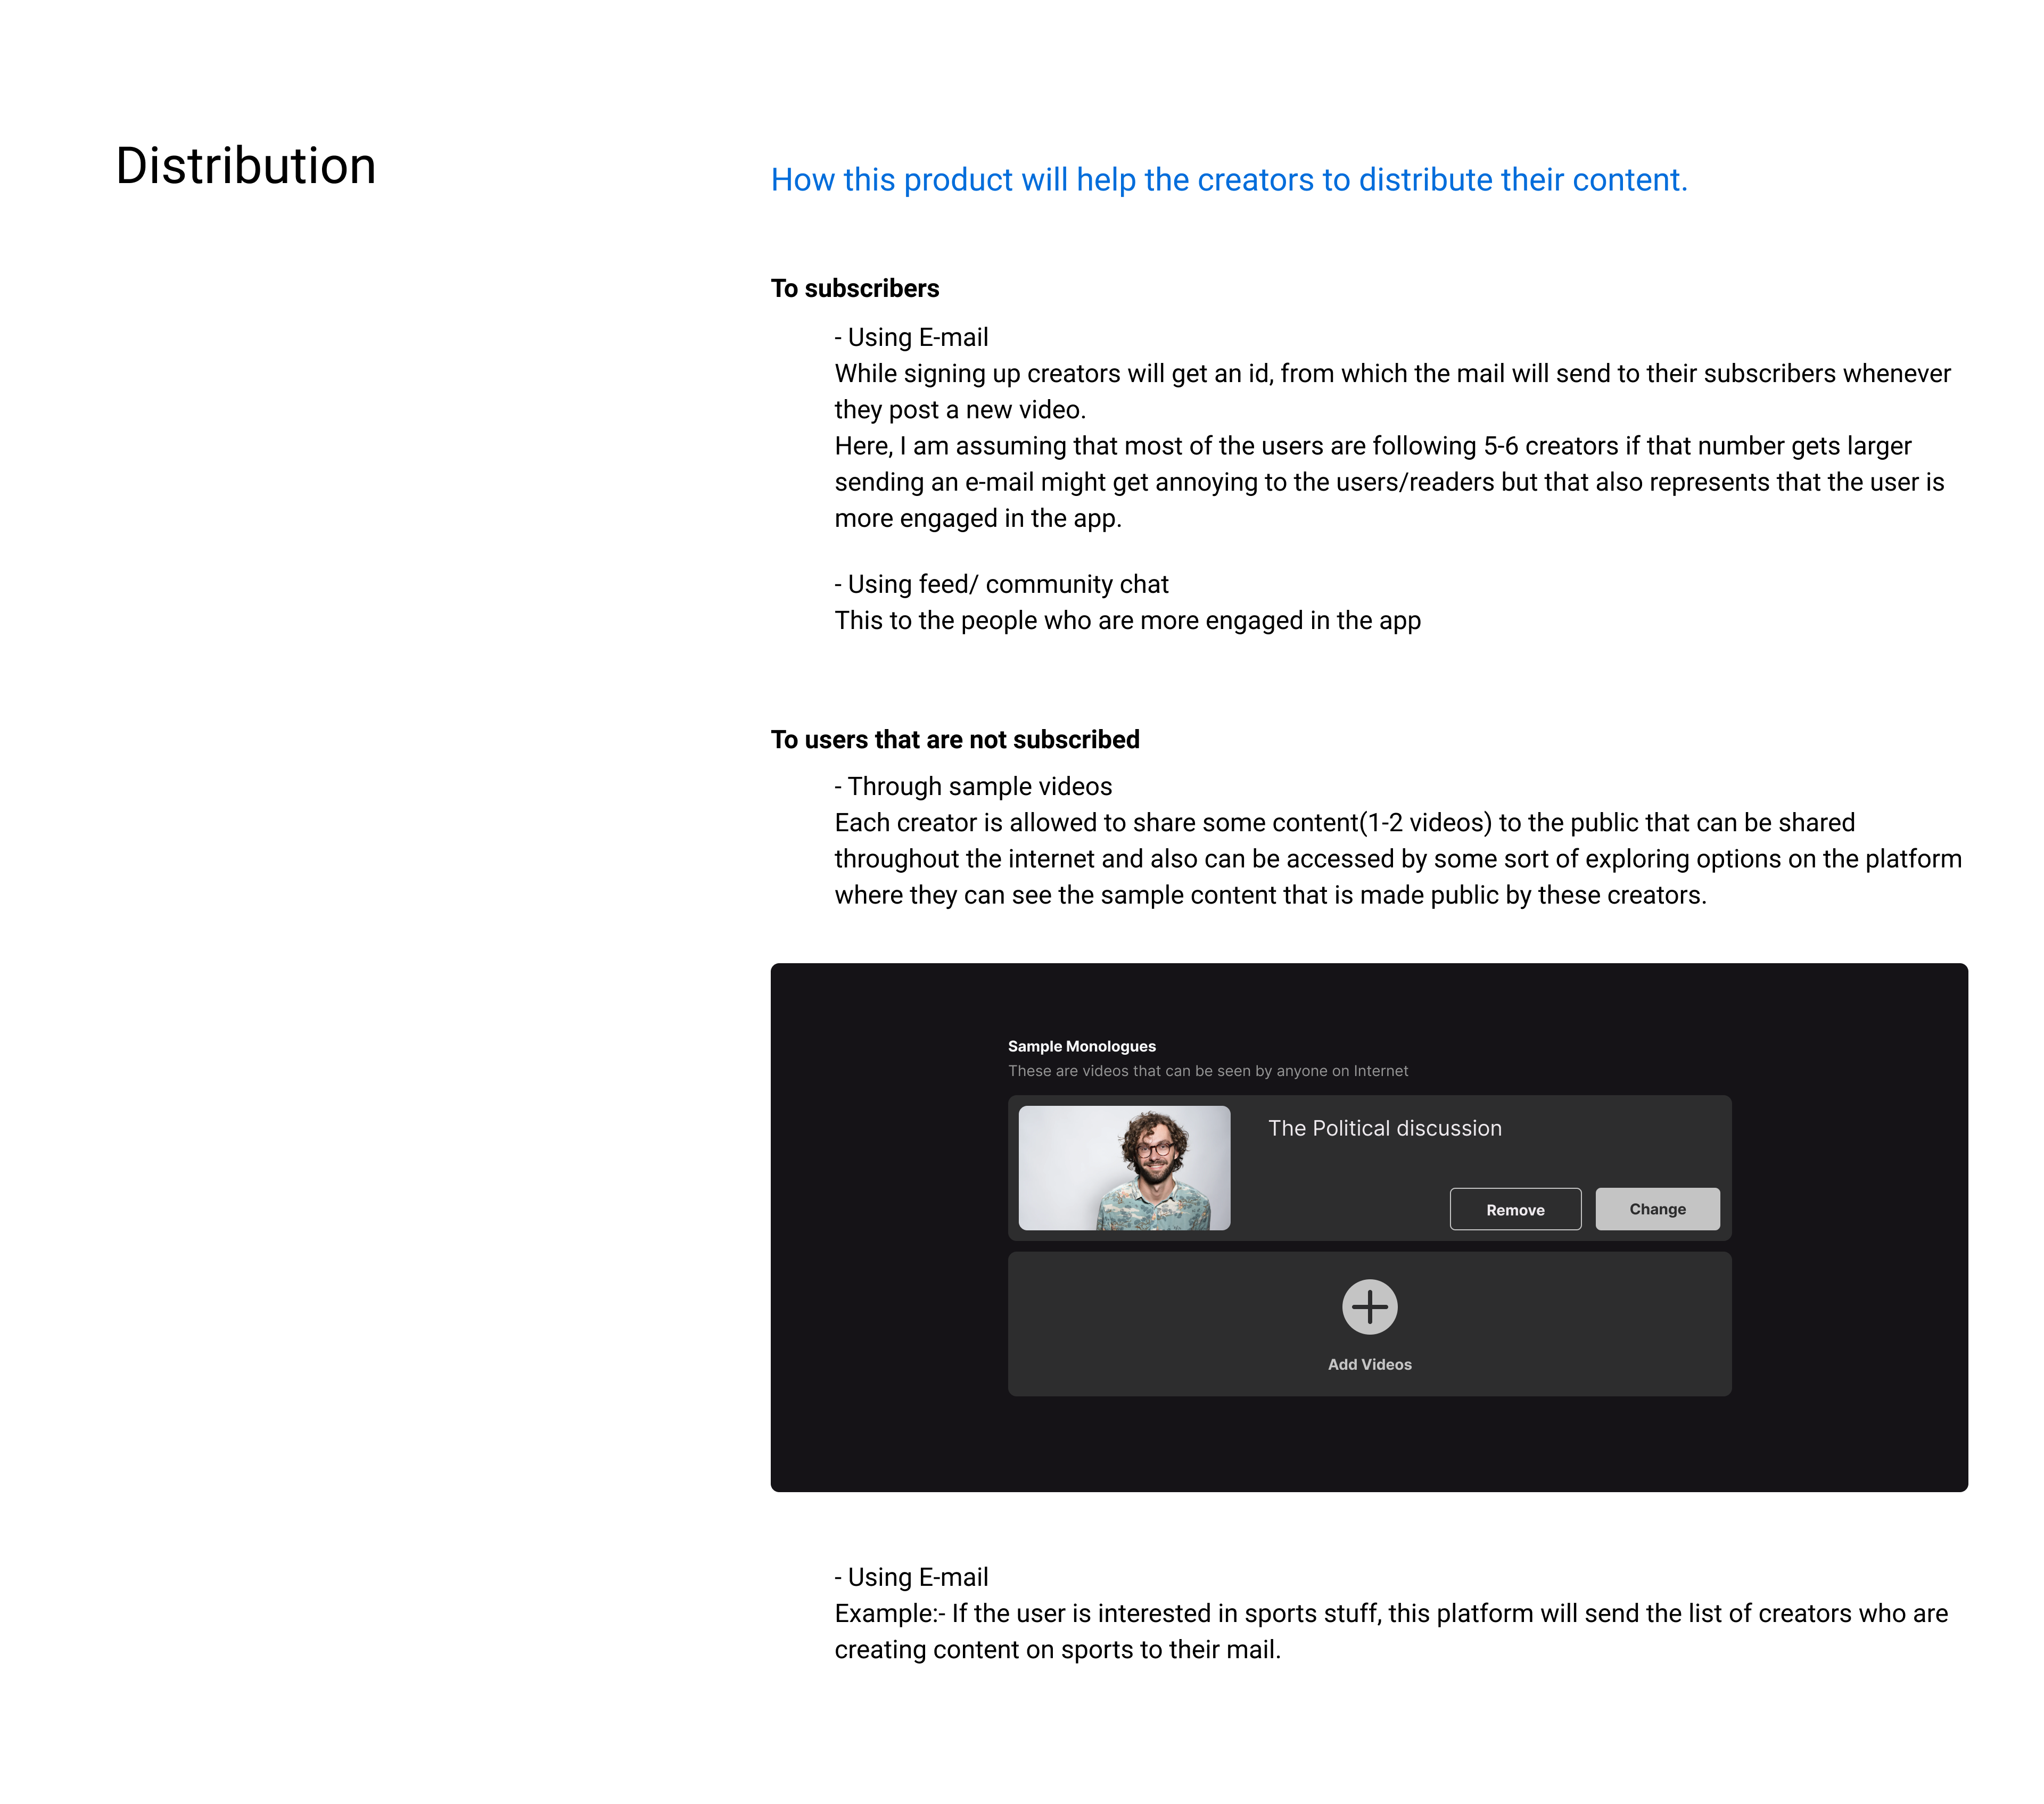 Distribution
How this product will help the creators to distribute their content.
To subscribers
- Using E-mail
While signing up creators will get an id, from which the mail will send to their subscribers whenever
they post a new video.
Here, I am assuming that most of the users are following 5-6 creators if that number gets larger
sending an e-mail might get annoying to the users/readers but that also represents that the user is
more engaged in the app.
- Using feed/ community chat
This to the people who are more engaged in the app
To users that are not subscribed
- Through sample videos
Each creator is allowed to share some content(1-2 videos) to the public that can be shared
throughout the internet and also can be accessed by some sort of exploring options on the platform
where they can see the sample content that is made public by these creators.
Sample Monologues
These are videos that can be seen by anyone on Internet
The Political discussion
Remove
Change
Add Videos
- Using E-mail
Example:- If the user is interested in sports stuff, this platform will send the list of creators who are
creating content on sports to their mail.